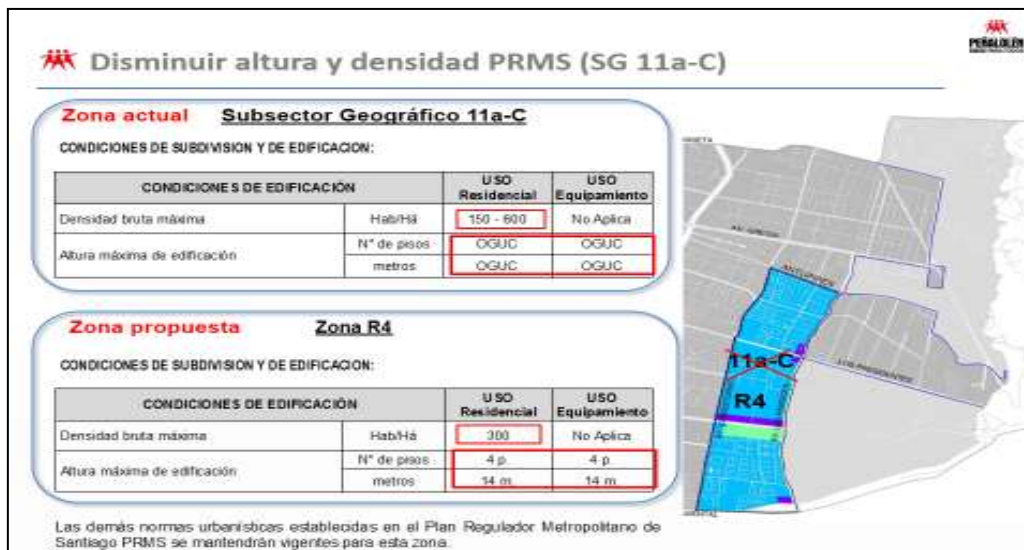 PEÑALOLÉN
Disminuir altura y densidad PRMS (SG 11a-C)
Zona actual Subsector Geográfico 11a-C
CONDICIONES DE SUBDIVISION Y DE EDIFICACION:
CONDICIONES DE EDIFICACIÓN USO Residencial USO Equipamiento
Densidad bruta máxima Hab/Há 150 - 600 No Aplica
Altura máxima de edificación N° de pisos OGUC OGUC
metros OGUC OGUC
Zona propuesta Zona R4
CONDICIONES DE SUBDIVISION Y DE EDIFICACION:
CONDICIONES DE EDIFICACIÓN USO Residencial USO Equipamiento
Densidad bruta máxima Hab/Há 300 No Aplica
Altura máxima de edificación N° de pisos 4 p. 4 p.
metros 14 m. 14 m.
Las demás normas urbanísticas establecidas en el Plan Regulador Metropolitano de
Santiago PRMS se mantendrán vigentes para esta zona.
AV. GRECIA
ANTUPIREN
11a-C
LOS PRESIDENTES
R4